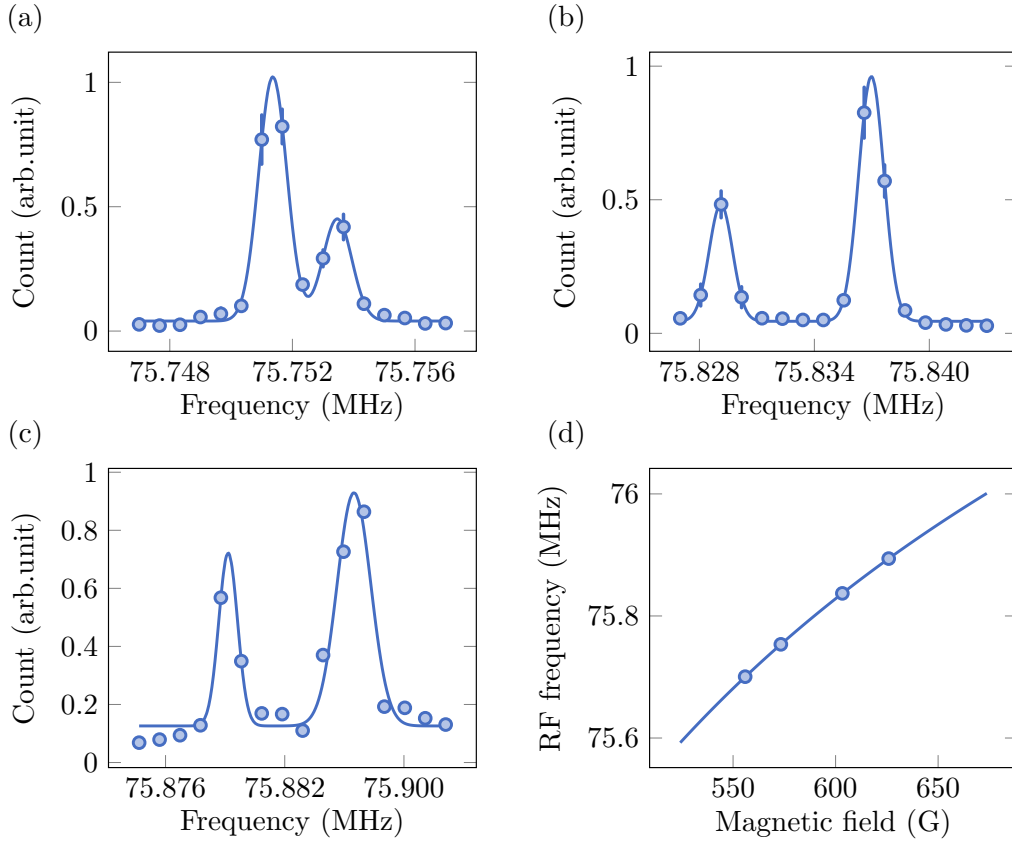 (a)
1
0.5
0
Count (arb.unit)
75.748 75.752 75.756
Frequency (MHz)
(b)
1
0.5
0
Count (arb.unit)
75.828 75.834 75.840
Frequency (MHz)
(c)
1
0.8
0.6
0.4
0.2
0
Count (arb.unit)
75.876 75.882 75.900
Frequency (MHz)
(d)
76
75.8
75.6
RF frequency (MHz)
550 600 650
Magnetic field (G)